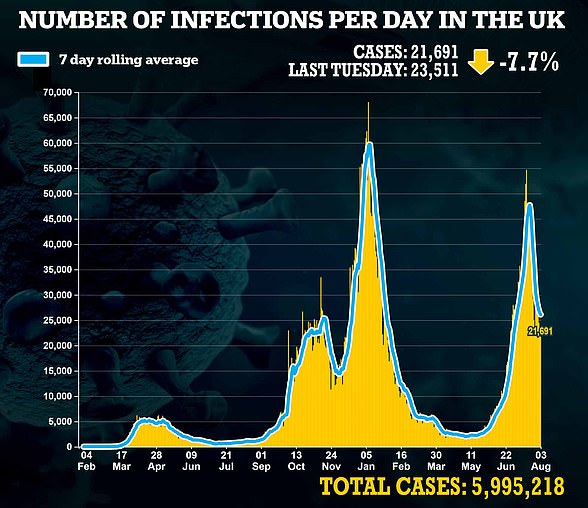 NUMBER OF INFECTIONS PER DAY IN THE UK
7 day rolling average
CASES: 21,691
LAST TUESDAY: 23,511
-7.7%
70,000
65,000
60,000
55,000
50,000
45,000
40,000
35,000
30,000
25,000
20,000
15,000
10,000
5,000
0
21,691
04 17 28 09 21 01 13 24 05 16 30 11 22 03
Feb Mar Apr Jun Jul Sep Oct Nov Jan Feb Mar May Jun Aug
TOTAL CASES: 5,995,218